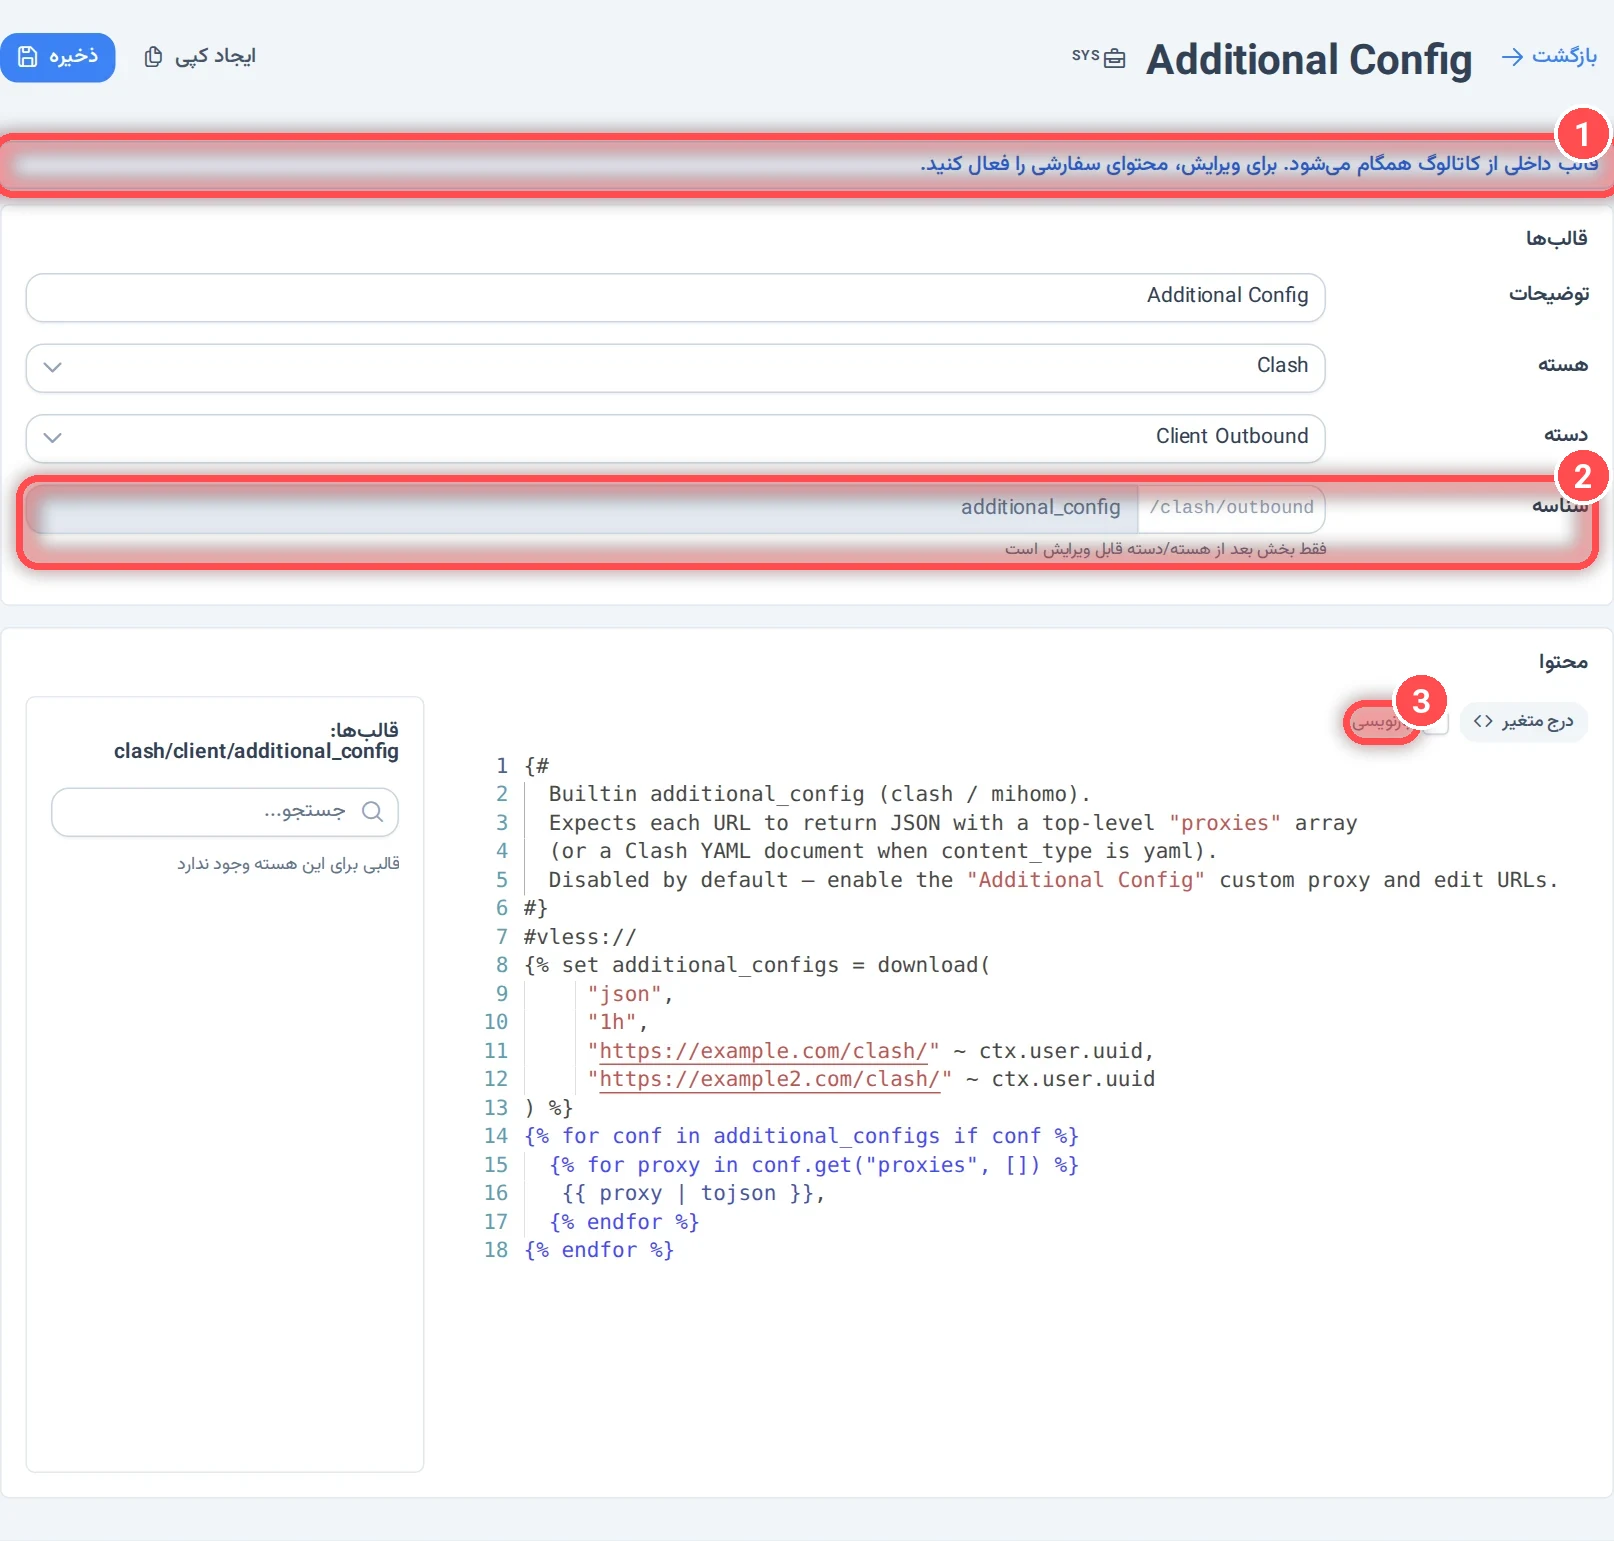 بازگشت →
Additional Config
SYS
ایجاد کپی
ذخیره
1
قالب داخلی از کاتالوگ همگام می‌شود. برای ویرایش، محتوای سفارشی را فعال کنید.
قالب‌ها
توضیحات
Additional Config
هسته
Clash
دسته
Client Outbound
2
شناسه
/clash/outbound
additional_config
فقط بخش بعد از هسته/دسته قابل ویرایش است
محتوا
درج متغیر <>
3
قالب‌ها:
clash/client/additional_config
جستجو...
قالبی برای این هسته وجود ندارد
1 {#
2 Builtin additional_config (clash / mihomo).
3 Expects each URL to return JSON with a top-level "proxies" array
4 (or a Clash YAML document when content_type is yaml).
5 Disabled by default — enable the "Additional Config" custom proxy and edit URLs.
6 #}
7 #vless://
8 {% set additional_configs = download(
9 "json",
10 "1h",
11 "https://example.com/clash/" ~ ctx.user.uuid,
12 "https://example2.com/clash/" ~ ctx.user.uuid
13 ) %}
14 {% for conf in additional_configs if conf %}
15 {% for proxy in conf.get("proxies", []) %}
16 {{ proxy | tojson }},
17 {% endfor %}
18 {% endfor %}